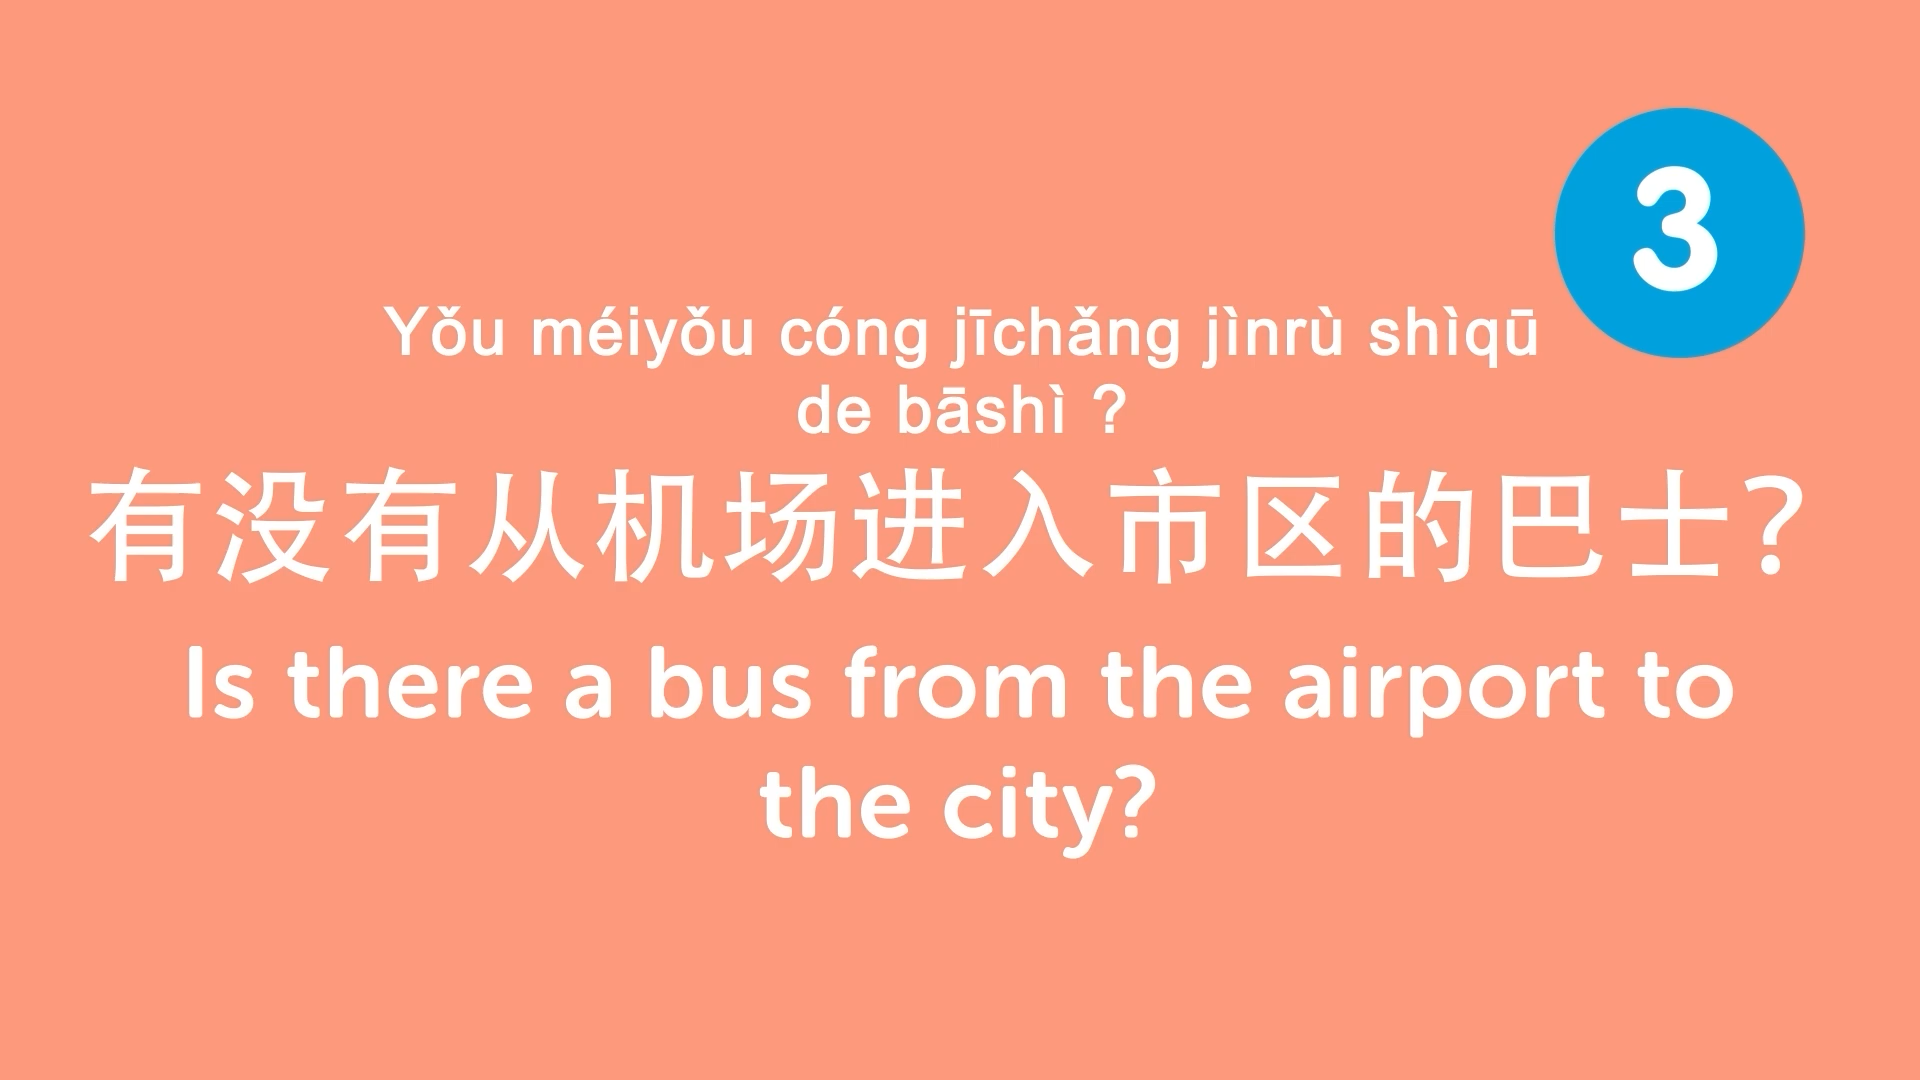 3
Yǒu méiyǒu cóng jīchǎng jìnrù shìqū
de bāshì ?
有没有从机场进入市区的巴士？
Is there a bus from the airport to
the city?